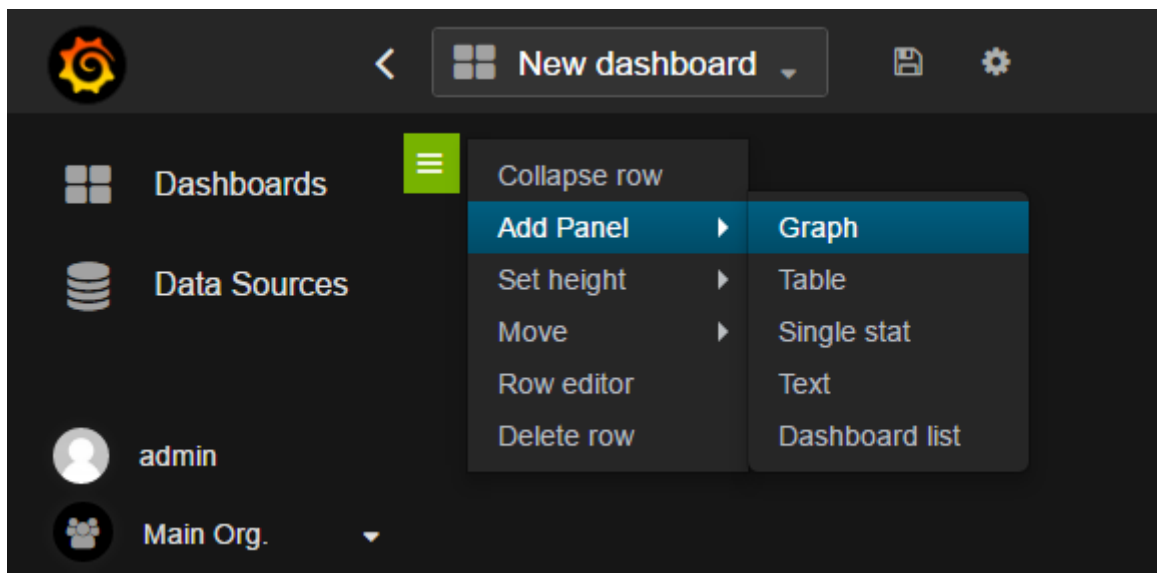 New dashboard
Dashboards
Data Sources
admin
Main Org.
Collapse row
Add Panel
Set height
Move
Row editor
Delete row
Graph
Table
Single stat
Text
Dashboard list